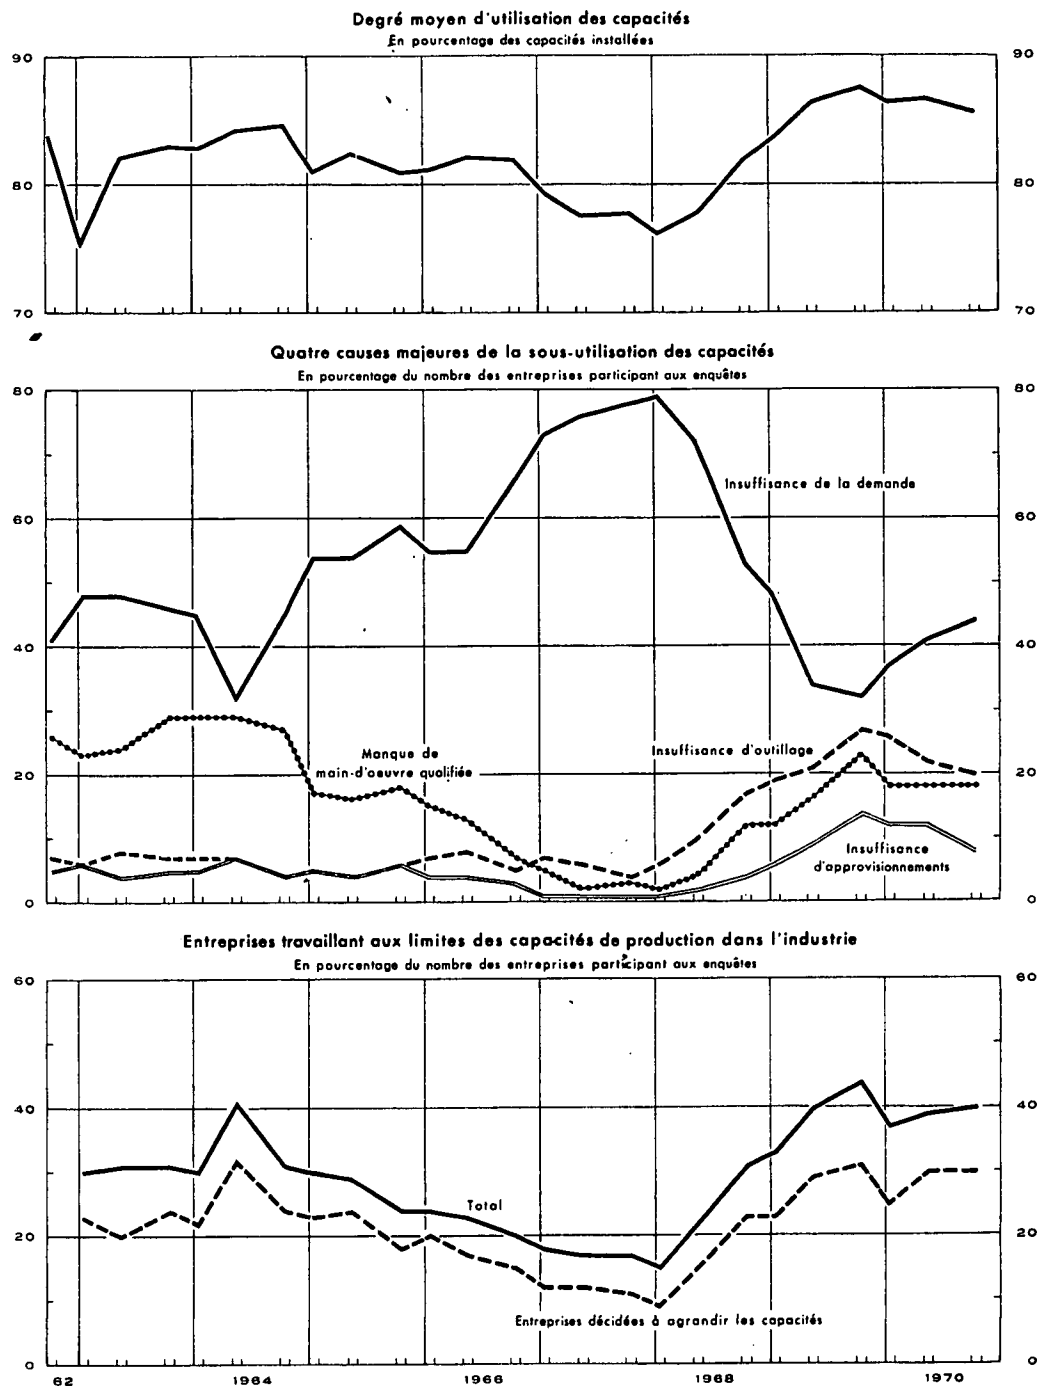 Degré moyen d'utilisation des capacités
En pourcentage des capacités installées
90 90
80 80
70 70
Quatre causes majeures de la sous-utilisation des capacités
En pourcentage du nombre des entreprises participant aux enquêtes
80 80
Insuffisance de la demande
60 60
40 40
Manque de
main-d'oeuvre qualifiée
Insuffisance d'outillage
20 20
Insuffisance
d'approvisionnements
0 0
Entreprises travaillant aux limites des capacités de production dans l'industrie
En pourcentage du nombre des entreprises participant aux enquêtes
60 60
40 40
Total
20 20
Entreprises décidées à agrandir les capacités
0 0
62 1964 1966 1968 1970